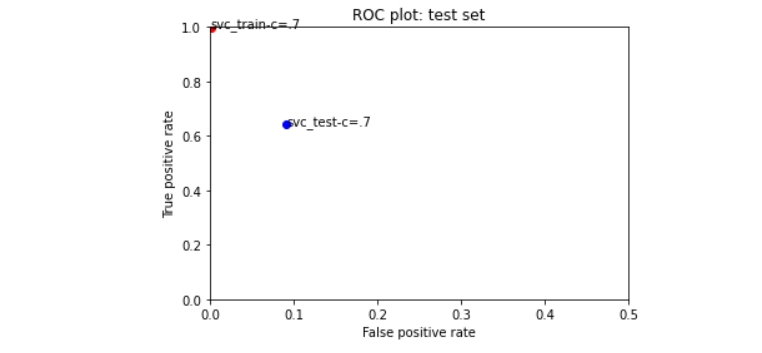 ROC plot: test set
svc_train-c=.7
svc_test-c=.7
1.0
0.8
0.6
0.4
0.2
0.0
True positive rate
0.0 0.1 0.2 0.3 0.4 0.5
False positive rate